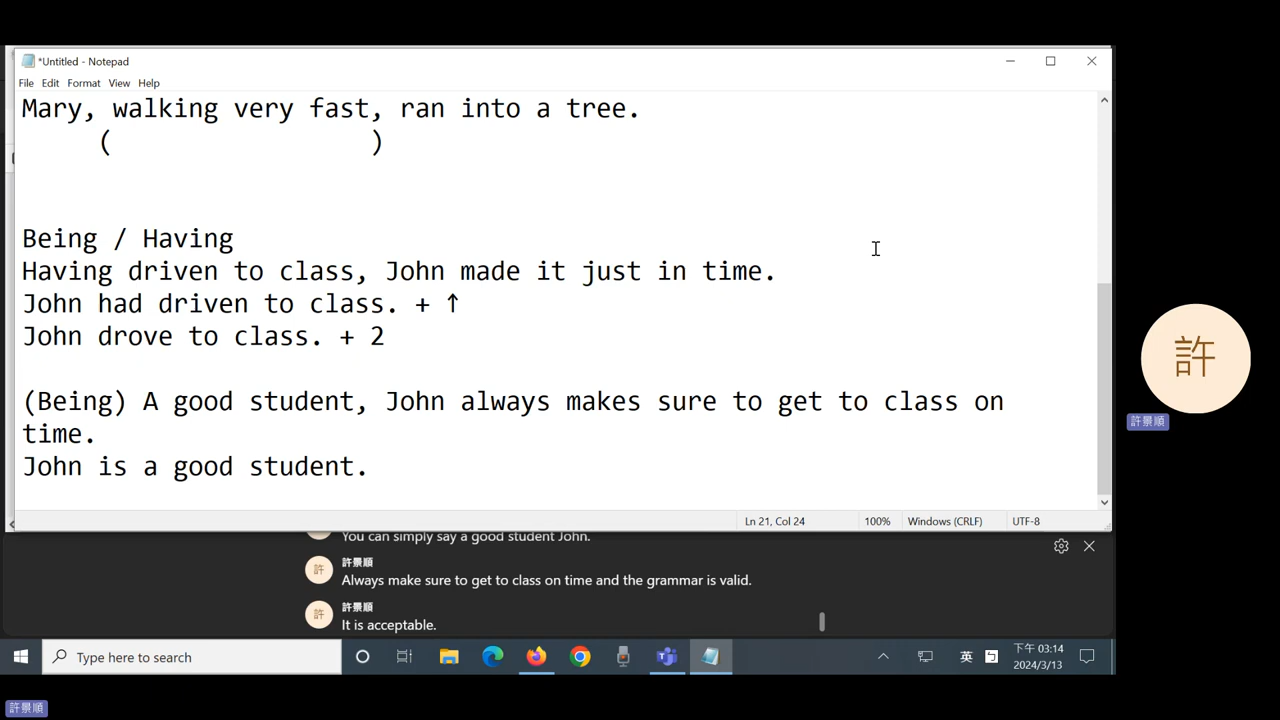 *Untitled - Notepad
File Edit Format View Help
Mary, walking very fast, ran into a tree.
( )
Being / Having
Having driven to class, John made it just in time.
John had driven to class. + ↑
John drove to class. + 2
(Being) A good student, John always makes sure to get to class on
time.
John is a good student.
Ln 21, Col 24 100% Windows (CRLF) UTF-8
許
許景順
You can simply say a good student John.
許
許景順
Always make sure to get to class on time and the grammar is valid.
許
許景順
It is acceptable.
Type here to search
英
下午 03:14
2024/3/13
許景順